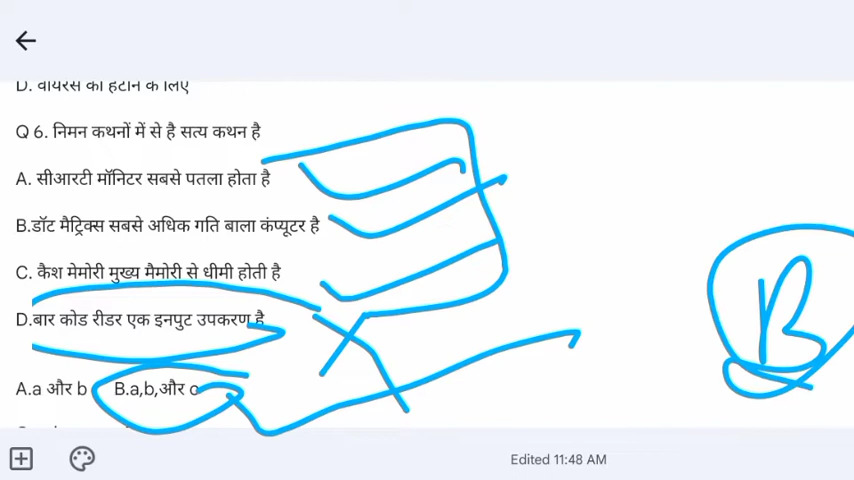 D. वायरस को हटाने के लिए
Q 6. निमन कथनों में से है सत्य कथन है
A. सीआरटी मॉनिटर सबसे पतला होता है
B.डॉट मैट्रिक्स सबसे अधिक गति बाला कंप्यूटर है
C. कैश मेमोरी मुख्य मैमोरी से धीमी होती है
D.बार कोड रीडर एक इनपुट उपकरण है
A.a और b B.a,b,और c
B
Edited 11:48 AM